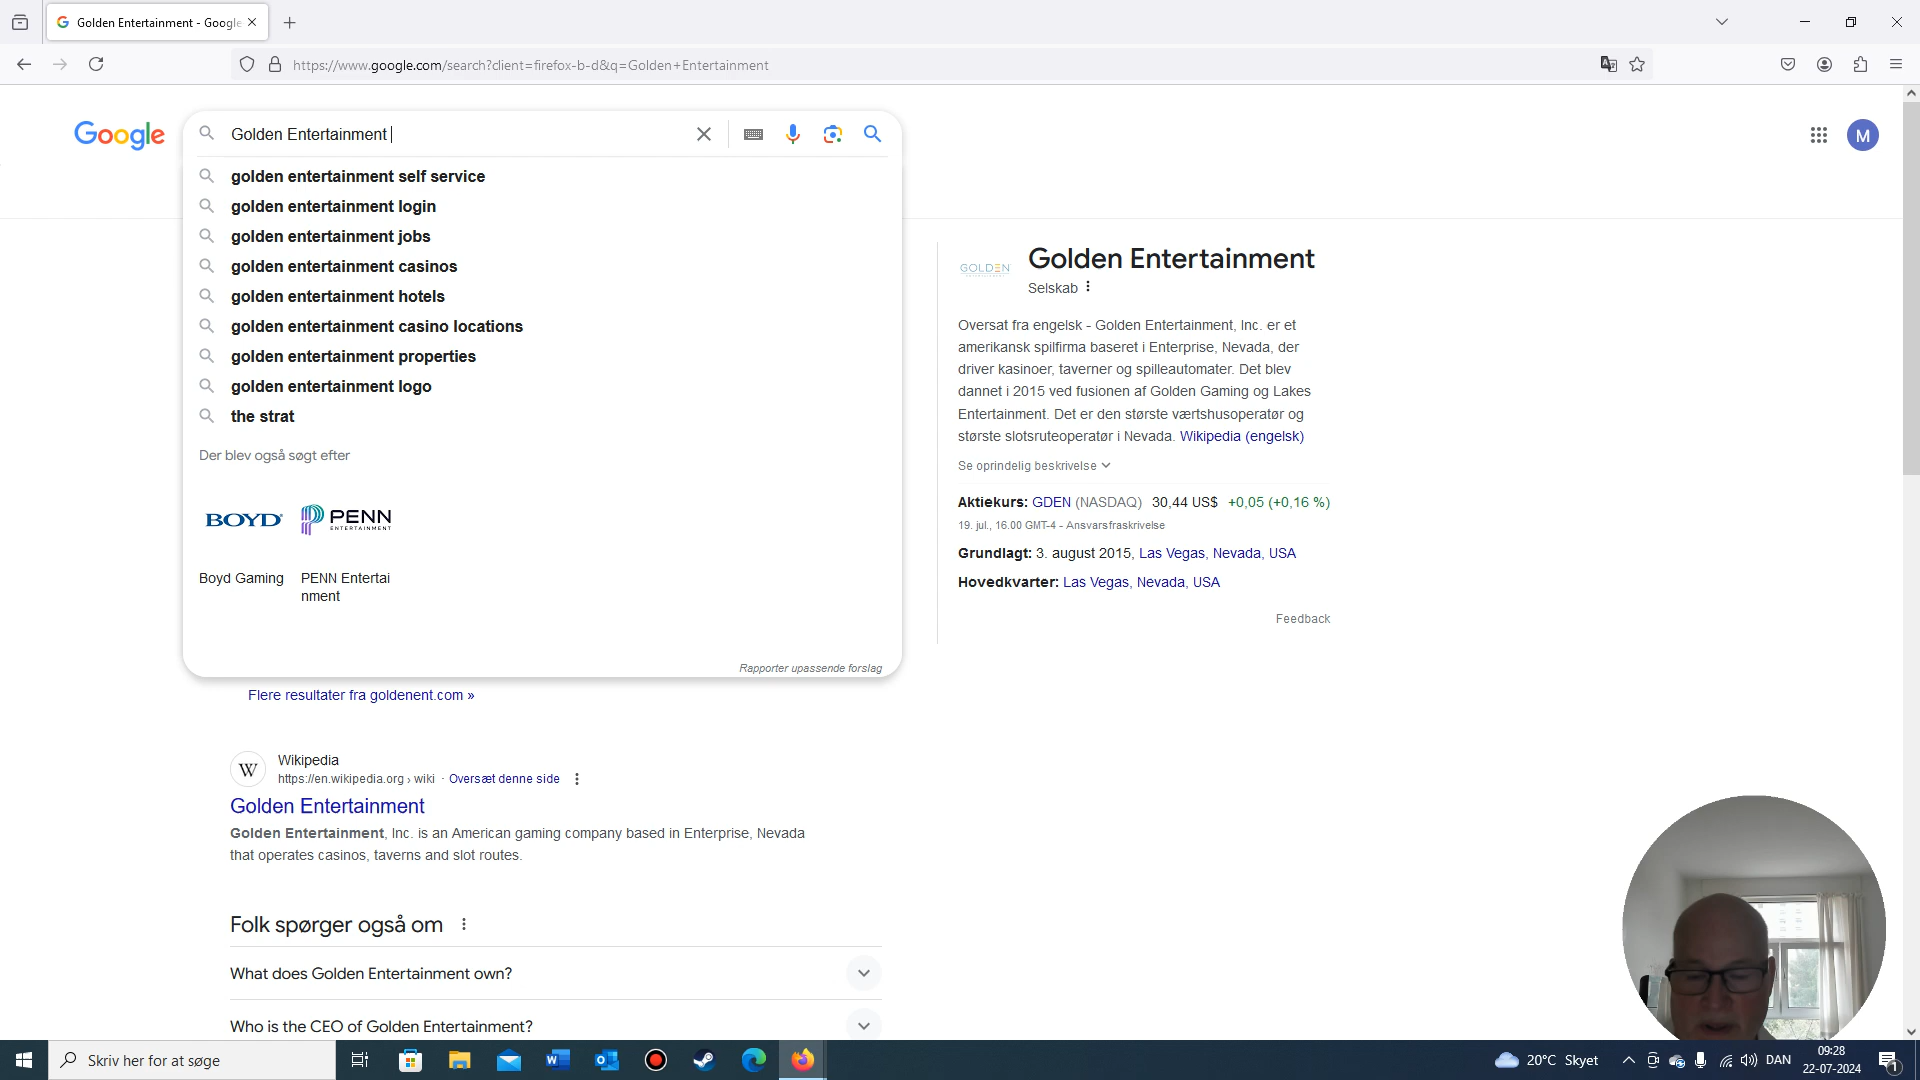 Golden Entertainment - Google
https://www.google.com/search?client=firefox-b-d&q=Golden+Entertainment
Google
Golden Entertainment
M
golden entertainment self service
golden entertainment login
golden entertainment jobs
golden entertainment casinos
golden entertainment hotels
golden entertainment casino locations
golden entertainment properties
golden entertainment logo
the strat
Der blev også søgt efter
BOYD
PENN
ENTERTAINMENT
Boyd Gaming
PENN Entertai
nment
Rapporter upassende forslag
GOLDEN
Golden Entertainment
Selskab
Oversat fra engelsk - Golden Entertainment, Inc. er et
amerikansk spilfirma baseret i Enterprise, Nevada, der
driver kasinoer, taverner og spilleautomater. Det blev
dannet i 2015 ved fusionen af Golden Gaming og Lakes
Entertainment. Det er den største værtshusoperatør og
største slotsruteoperatør i Nevada. Wikipedia (engelsk)
Se oprindelig beskrivelse
Aktiekurs: GDEN (NASDAQ) 30,44 US$ +0,05 (+0,16 %)
19. jul., 16.00 GMT-4 - Ansvarsfraskrivelse
Grundlagt: 3. august 2015, Las Vegas, Nevada, USA
Hovedkvarter: Las Vegas, Nevada, USA
Feedback
Flere resultater fra goldenent.com »
W
Wikipedia
https://en.wikipedia.org › wiki · Oversæt denne side
Golden Entertainment
Golden Entertainment, Inc. is an American gaming company based in Enterprise, Nevada
that operates casinos, taverns and slot routes.
Folk spørger også om
What does Golden Entertainment own?
Who is the CEO of Golden Entertainment?
Skriv her for at søge
20°C Skyet
DAN
09:28
22-07-2024
1